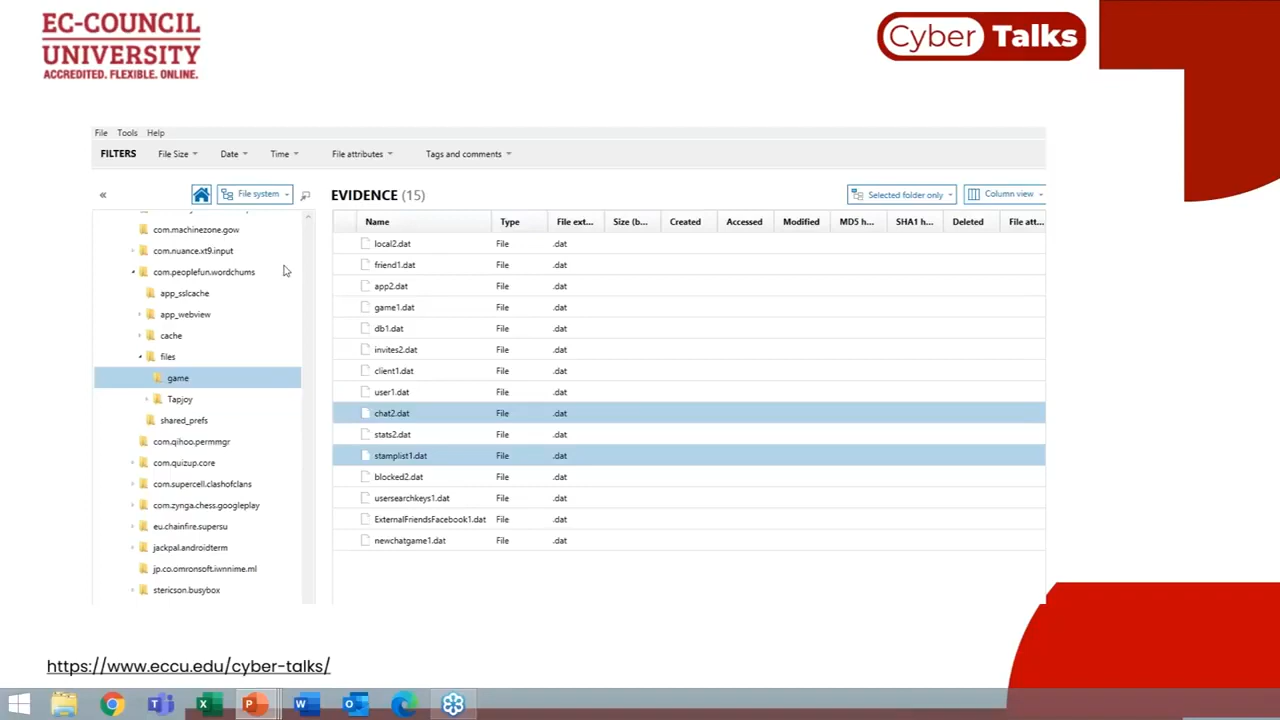 EC-COUNCIL
UNIVERSITY
ACCREDITED. FLEXIBLE. ONLINE.
Cyber Talks
File Tools Help
FILTERS File Size Date Time File attributes Tags and comments
« File system
com.machinezone.gow
com.nuance.xt9.input
com.peoplefun.wordchums
app_sslcache
app_webview
cache
files
game
Tapjoy
shared_prefs
com.qihoo.permmgr
com.quizup.core
com.supercell.clashofclans
com.zynga.chess.googleplay
eu.chainfire.supersu
jackpal.androidterm
jp.co.omronsoft.iwnnime.ml
stericson.busybox
EVIDENCE (15) Selected folder only Column view
Name Type File ext... Size (b... Created Accessed Modified MD5 h... SHA1 h... Deleted File att...
local2.dat File .dat
friend1.dat File .dat
app2.dat File .dat
game1.dat File .dat
db1.dat File .dat
invites2.dat File .dat
client1.dat File .dat
user1.dat File .dat
chat2.dat File .dat
stats2.dat File .dat
stamplist1.dat File .dat
blocked2.dat File .dat
usersearchkeys1.dat File .dat
ExternalFriendsFacebook1.dat File .dat
newchatgame1.dat File .dat
https://www.eccu.edu/cyber-talks/